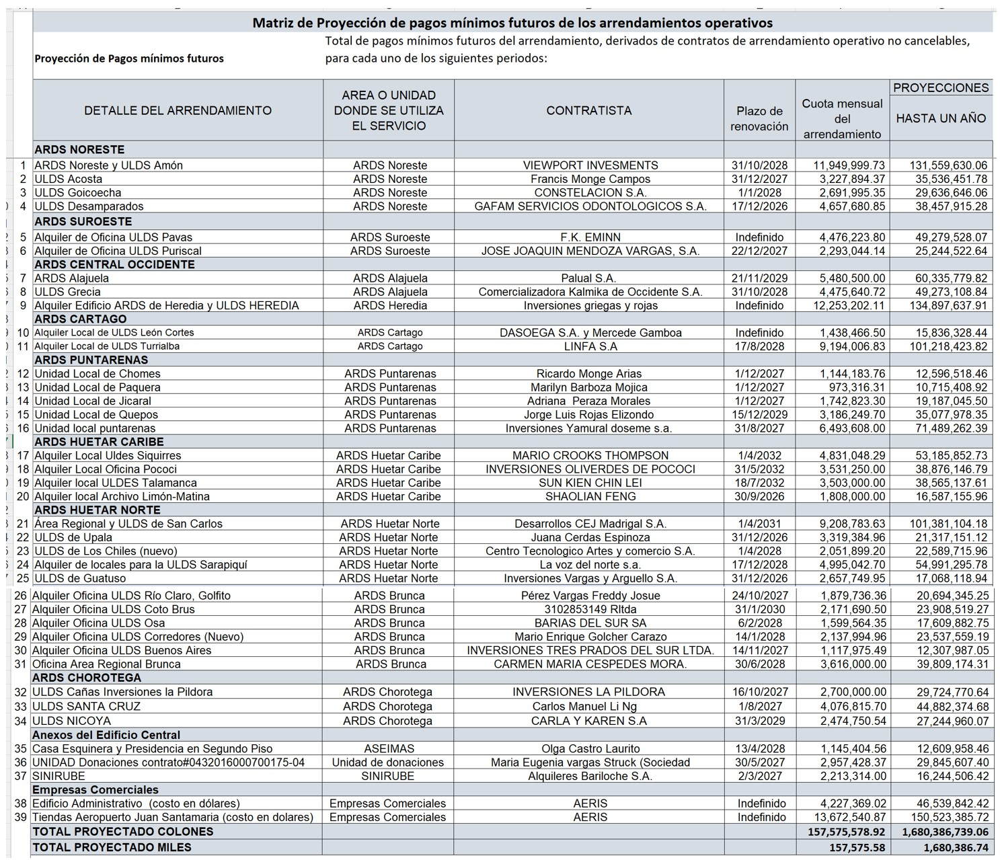 Matriz de Proyección de pagos mínimos futuros de los arrendamientos operativos
Total de pagos mínimos futuros del arrendamiento, derivados de contratos de arrendamiento operativo no cancelables,
Proyección de Pagos mínimos futuros
para cada uno de los siguientes periodos:
DETALLE DEL ARRENDAMIENTO AREA O UNIDAD DONDE SE UTILIZA EL SERVICIO CONTRATISTA Plazo de renovación Cuota mensual del arrendamiento PROYECCIONES HASTA UN AÑO
ARDS NORESTE
1 ARDS Noreste y ULDS Amón ARDS Noreste VIEWPORT INVESMENTS 31/10/2028 11,949,999.73 131,559,630.06
2 ULDS Acosta ARDS Noreste Francis Monge Campos 31/12/2027 3,227,894.37 35,536,451.78
3 ULDS Goicoecha ARDS Noreste CONSTELACION S.A. 1/1/2028 2,691,995.35 29,636,646.06
4 ULDS Desamparados ARDS Noreste GAFAM SERVICIOS ODONTOLOGICOS S.A. 17/12/2026 4,657,680.85 38,457,915.28
ARDS SUROESTE
5 Alquiler de Oficina ULDS Pavas ARDS Suroeste F.K. EMINN Indefinido 4,476,223.80 49,279,528.07
6 Alquiler de Oficina ULDS Puriscal ARDS Suroeste JOSE JOAQUIN MENDOZA VARGAS, S.A. 22/12/2027 2,293,044.14 25,244,522.64
ARDS CENTRAL OCCIDENTE
7 ARDS Alajuela ARDS Alajuela Palual S.A. 21/11/2029 5,480,500.00 60,335,779.82
8 ULDS Grecia ARDS Alajuela Comercializadora Kalmika de Occidente S.A. 31/10/2028 4,475,640.72 49,273,108.84
9 Alquiler Edificio ARDS de Heredia y ULDS HEREDIA ARDS Heredia Inversiones griegas y rojas Indefinido 12,253,202.11 134,897,637.91
ARDS CARTAGO
10 Alquiler Local de ULDS León Cortes ARDS Cartago DASOEGA S.A. y Mercede Gamboa Indefinido 1,438,466.50 15,836,328.44
11 Alquiler Local de ULDS Turrialba ARDS Cartago LINFA S.A 17/8/2028 9,194,006.83 101,218,423.82
ARDS PUNTARENAS
12 Unidad Local de Chomes ARDS Puntarenas Ricardo Monge Arias 1/12/2027 1,144,183.76 12,596,518.46
13 Unidad Local de Paquera ARDS Puntarenas Marilyn Barboza Mojica 1/12/2027 973,316.31 10,715,408.92
14 Unidad Local de Jicaral ARDS Puntarenas Adriana Peraza Morales 1/12/2027 1,742,823.30 19,187,045.50
15 Unidad Local de Quepos ARDS Puntarenas Jorge Luis Rojas Elizondo 15/12/2029 3,186,249.70 35,077,978.35
16 Unidad local puntarenas ARDS Puntarenas Inversiones Yamural doseme s.a. 31/8/2027 6,493,608.00 71,489,262.39
ARDS HUETAR CARIBE
17 Alquiler Local Uldes Siquirres ARDS Huetar Caribe MARIO CROOKS THOMPSON 1/4/2032 4,831,048.29 53,185,852.73
18 Alquiler Local Oficina Pococi ARDS Huetar Caribe INVERSIONES OLIVERDES DE POCOCI 31/5/2032 3,531,250.00 38,876,146.79
19 Alquiler local ULDES Talamanca ARDS Huetar Caribe SUN KIEN CHIN LEI 18/7/2032 3,503,000.00 38,565,137.61
20 Alquiler local Archivo Limón-Matina ARDS Huetar Caribe SHAOLIAN FENG 30/9/2026 1,808,000.00 16,587,155.96
ARDS HUETAR NORTE
21 Área Regional y ULDS de San Carlos ARDS Huetar Norte Desarrollos CEJ Madrigal S.A. 1/4/2031 9,208,783.63 101,381,104.18
22 ULDS de Upala ARDS Huetar Norte Juana Cerdas Espinoza 31/12/2026 3,319,384.96 21,317,151.12
23 ULDS de Los Chiles (nuevo) ARDS Huetar Norte Centro Tecnologico Artes y comercio S.A. 1/4/2028 2,051,899.20 22,589,715.96
24 Alquiler de locales para la ULDS Sarapiquí ARDS Huetar Norte La voz del norte s.a. 17/12/2028 4,995,042.70 54,991,295.78
25 ULDS de Guatuso ARDS Huetar Norte Inversiones Vargas y Arguello S.A. 31/12/2026 2,657,749.95 17,068,118.94
26 Alquiler Oficina ULDS Río Claro, Golfito ARDS Brunca Pérez Vargas Freddy Josue 24/10/2027 1,879,736.36 20,694,345.25
27 Alquiler Oficina ULDS Coto Brus ARDS Brunca 3102853149 Rltda 31/1/2030 2,171,690.50 23,908,519.27
28 Alquiler Oficina ULDS Osa ARDS Brunca BARIAS DEL SUR SA 6/2/2028 1,599,564.35 17,609,882.75
29 Alquiler Oficina ULDS Corredores (Nuevo) ARDS Brunca Mario Enrique Golcher Carazo 14/1/2028 2,137,994.96 23,537,559.19
30 Alquiler Oficina ULDS Buenos Aires ARDS Brunca INVERSIONES TRES PRADOS DEL SUR LTDA. 14/11/2027 1,117,975.49 12,307,987.05
31 Oficina Area Regional Brunca ARDS Brunca CARMEN MARIA CESPEDES MORA. 30/6/2028 3,616,000.00 39,809,174.31
ARDS CHOROTEGA
32 ULDS Cañas Inversiones la Pildora ARDS Chorotega INVERSIONES LA PILDORA 16/10/2027 2,700,000.00 29,724,770.64
33 ULDS SANTA CRUZ ARDS Chorotega Carlos Manuel Li Ng 1/8/2027 4,076,815.70 44,882,374.68
34 ULDS NICOYA ARDS Chorotega CARLA Y KAREN S.A 31/3/2029 2,474,750.54 27,244,960.07
Anexos del Edificio Central
35 Casa Esquinera y Presidencia en Segundo Piso ASEIMAS Olga Castro Laurito 13/4/2028 1,145,404.56 12,609,958.46
36 UNIDAD Donaciones contrato#0432016000700175-04 Unidad de donaciones Maria Eugenia vargas Struck (Sociedad 30/5/2027 2,957,428.37 29,845,607.40
37 SINIRUBE SINIRUBE Alquileres Bariloche S.A. 2/3/2027 2,213,314.00 16,244,506.42
Empresas Comerciales
38 Edificio Administrativo (costo en dólares) Empresas Comerciales AERIS Indefinido 4,227,369.02 46,539,842.42
39 Tiendas Aeropuerto Juan Santamaria (costo en dolares) Empresas Comerciales AERIS Indefinido 13,672,540.87 150,523,385.72
TOTAL PROYECTADO COLONES 157,575,578.92 1,680,386,739.06
TOTAL PROYECTADO MILES 157,575.58 1,680,386.74